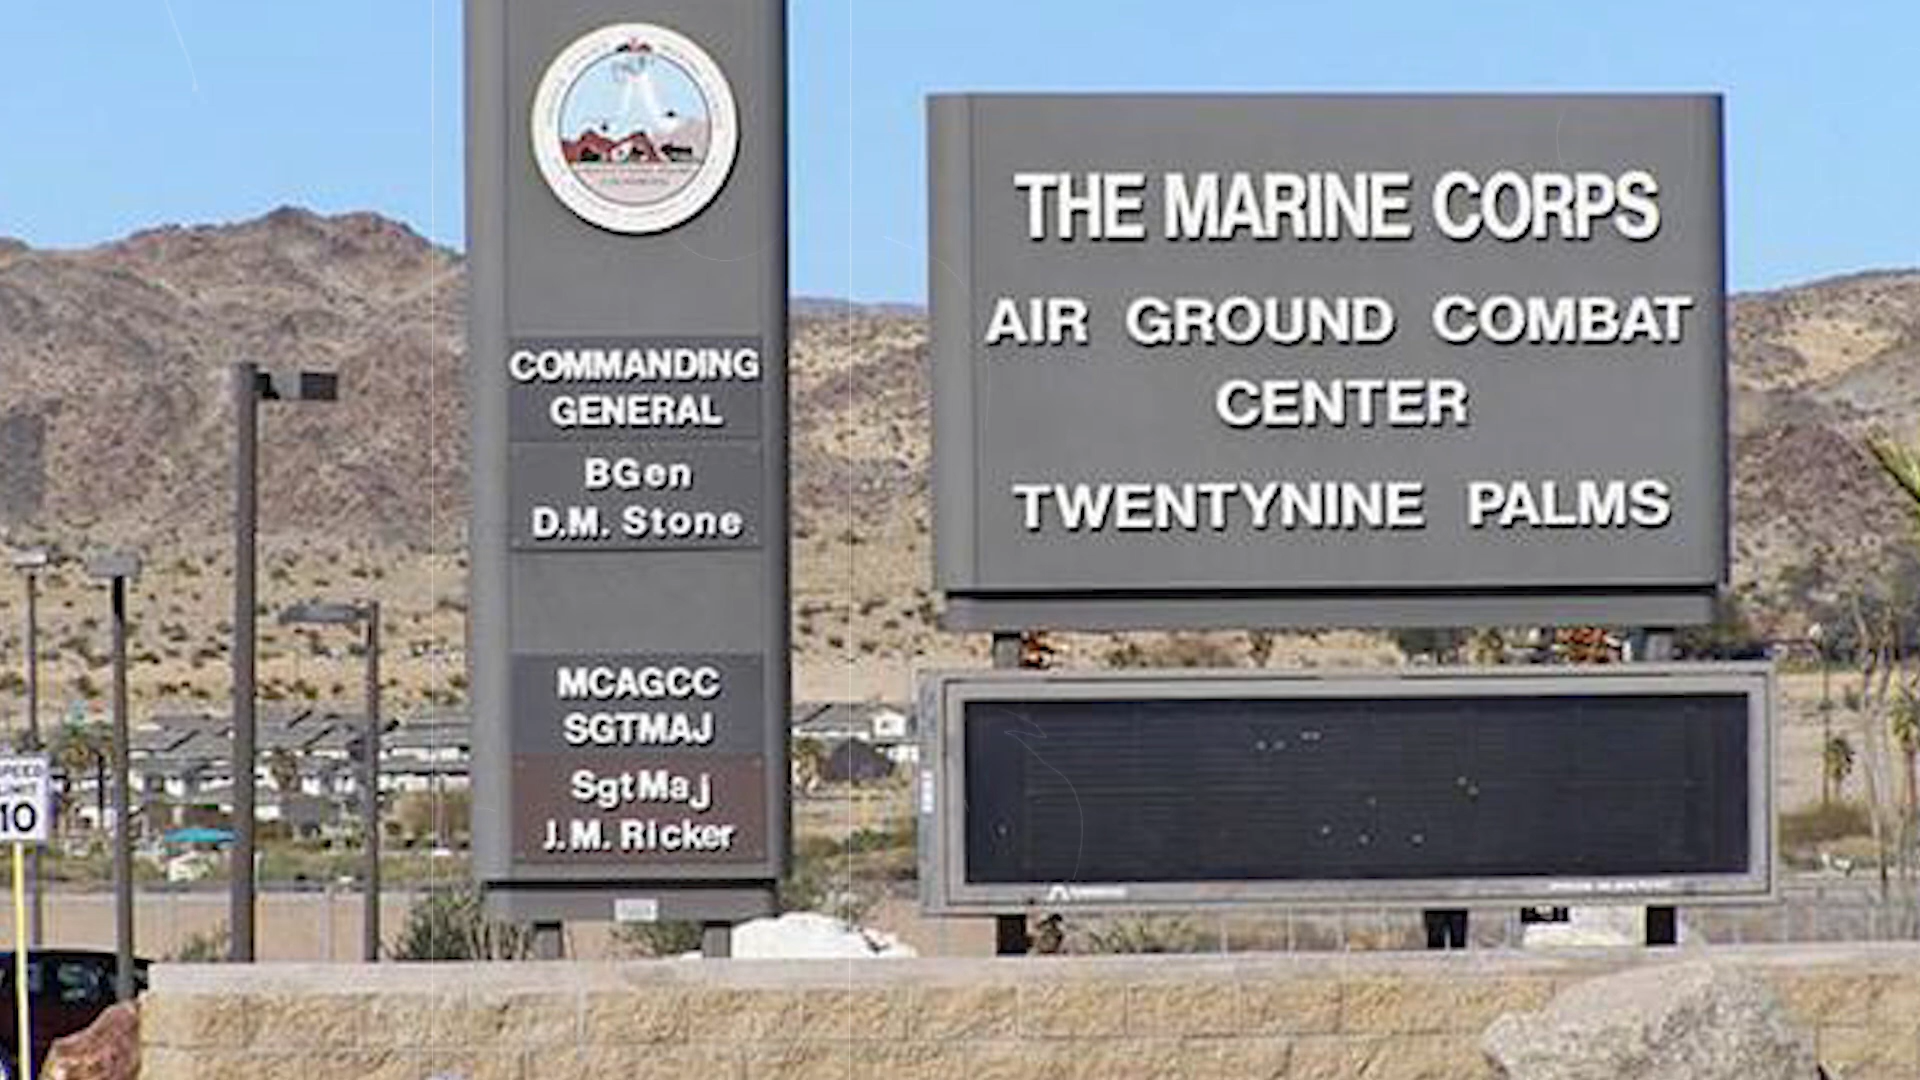 COMMANDING
GENERAL
BGen
D.M. Stone
MCAGCC
SGTMAJ
SgtMaj
J.M. Ricker
THE MARINE CORPS
AIR GROUND COMBAT
CENTER
TWENTYNINE PALMS
SPEED
LIMIT
10